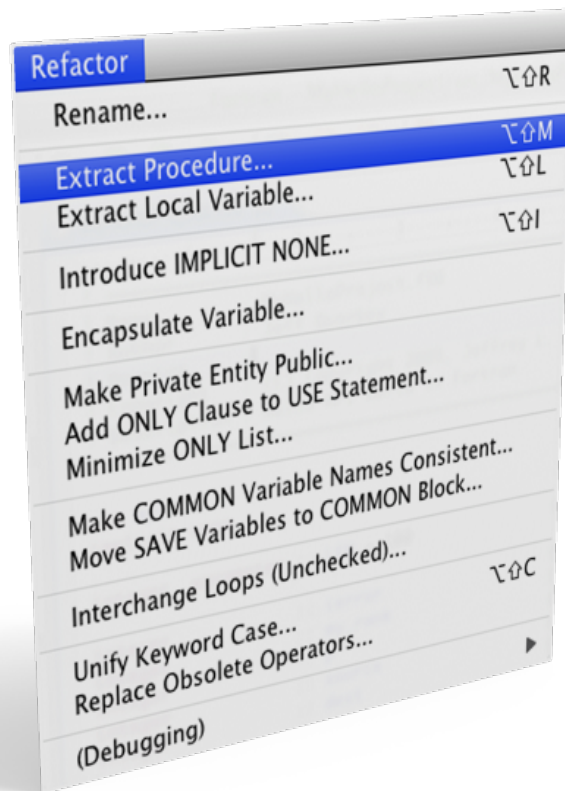 Refactor
Rename... ⌥⇧R
Extract Procedure... ⌥⇧M
Extract Local Variable... ⌥⇧L
Introduce IMPLICIT NONE... ⌥⇧I
Encapsulate Variable...
Make Private Entity Public...
Add ONLY Clause to USE Statement...
Minimize ONLY List...
Make COMMON Variable Names Consistent...
Move SAVE Variables to COMMON Block...
Interchange Loops (Unchecked)...
Unify Keyword Case... ⌥⇧C
Replace Obsolete Operators...
(Debugging) ▶